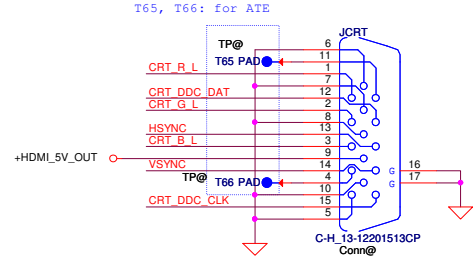 T65, T66: for ATE
JCRT
TP@
6
T65 PAD
11
CRT_R_L
1
7
CRT_DDC_DAT
12
CRT_G_L
2
8
HSYNC
13
CRT_B_L
3
+HDMI_5V_OUT
9
VSYNC
14
G
16
TP@
T66 PAD
4
G
17
10
CRT_DDC_CLK
15
5
C-H_13-12201513CP
Conn@